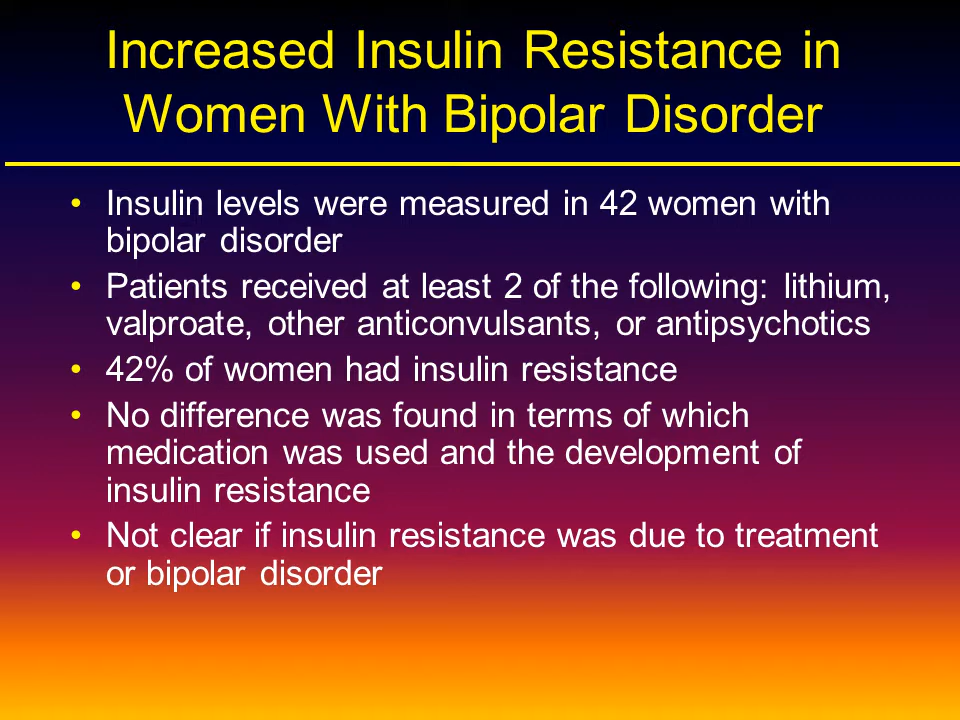 Increased Insulin Resistance in
Women With Bipolar Disorder
• Insulin levels were measured in 42 women with
bipolar disorder
• Patients received at least 2 of the following: lithium,
valproate, other anticonvulsants, or antipsychotics
• 42% of women had insulin resistance
• No difference was found in terms of which
medication was used and the development of
insulin resistance
• Not clear if insulin resistance was due to treatment
or bipolar disorder